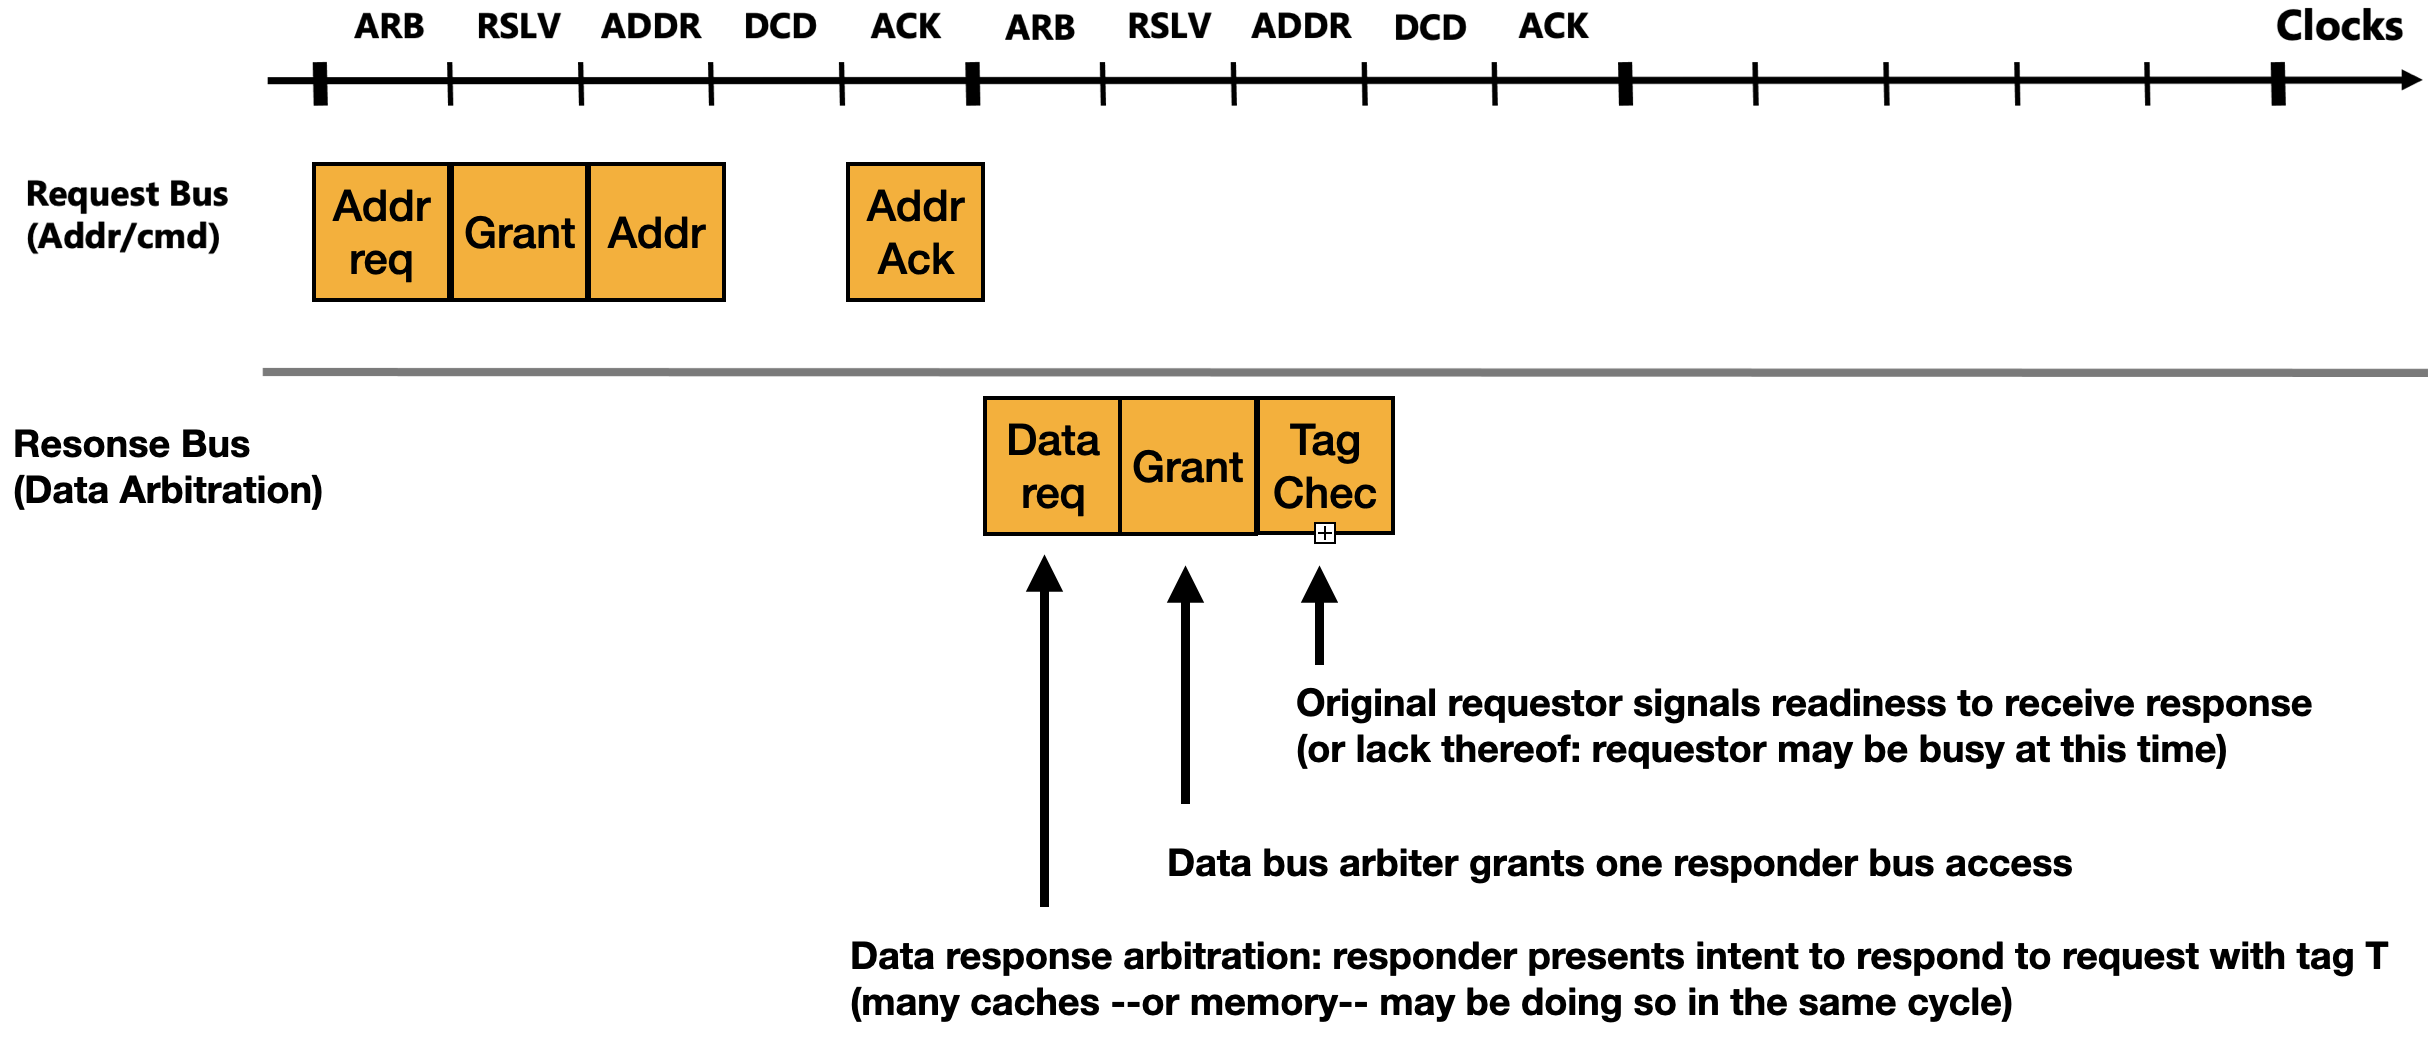 ARB RSLV ADDR DCD ACK ARB RSLV ADDR DCD ACK Clocks
Request Bus
(Addr/cmd)
Addr
req
Grant
Addr
Addr
Ack
Resonse Bus
(Data Arbitration)
Data
req
Grant
Tag
Chec
Original requestor signals readiness to receive response
(or lack thereof: requestor may be busy at this time)
Data bus arbiter grants one responder bus access
Data response arbitration: responder presents intent to respond to request with tag T
(many caches --or memory-- may be doing so in the same cycle)